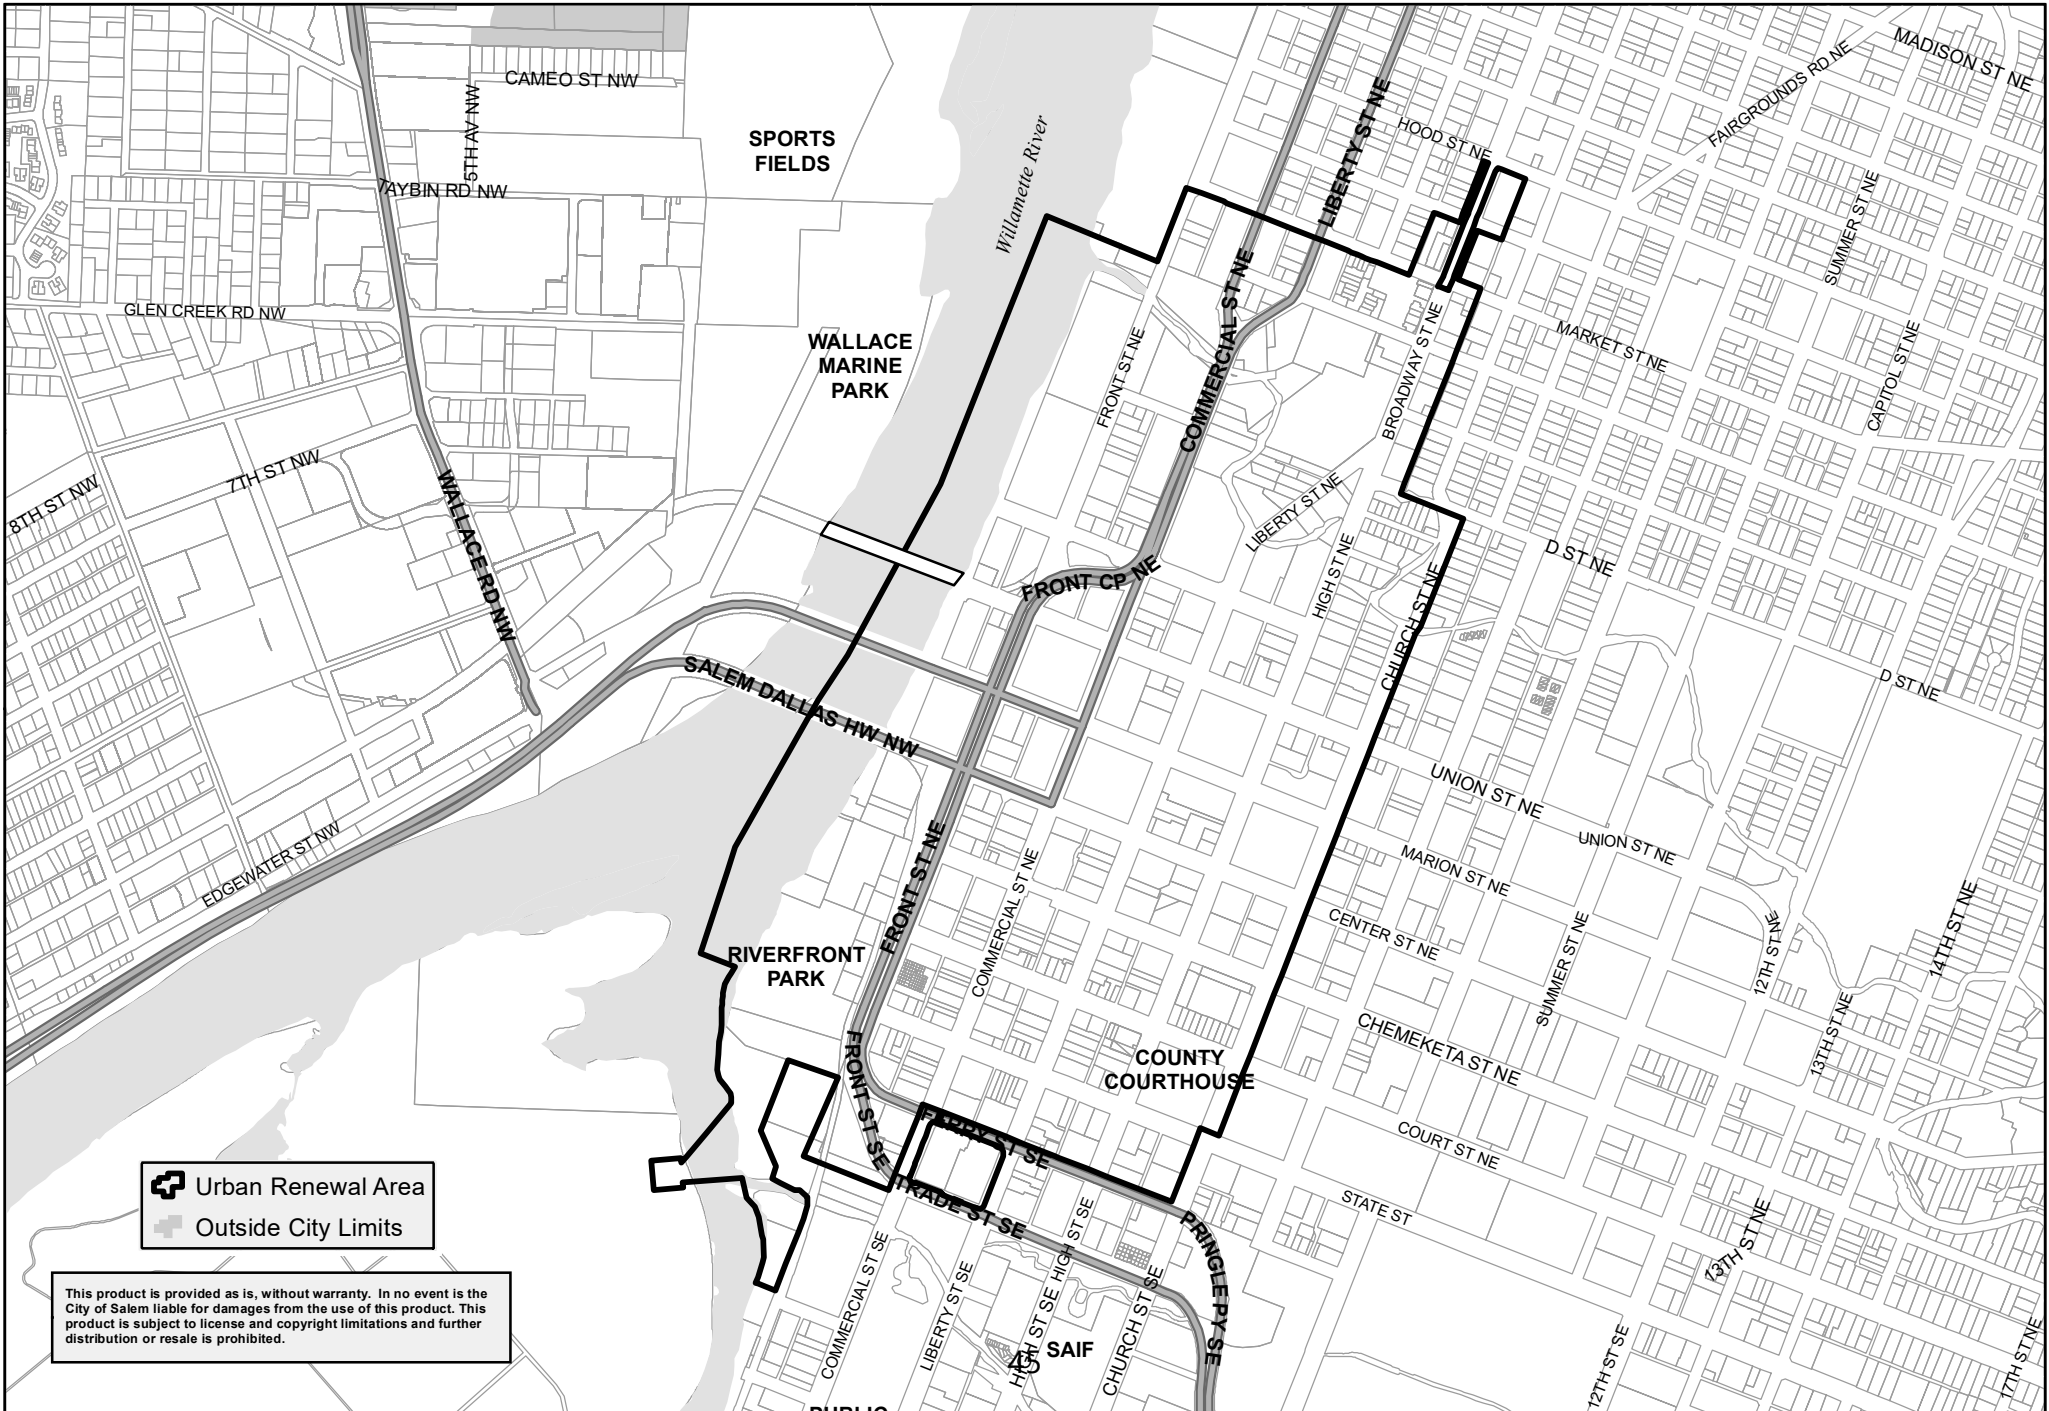 MADISON ST NE
FAIRGROUNDS RD NE
CAMEO ST NW
5TH AV NW
LIBERTY ST NE
HOOD ST NE
SPORTS
FIELDS
Willamette River
TAYBIN RD NW
SUMMER ST NE
GLEN CREEK RD NW
COMMERCIAL ST NE
BROADWAY ST NE
MARKET ST NE
CAPITOL ST NE
WALLACE
MARINE
PARK
FRONT ST NE
7TH ST NW
8TH ST NW
WALLACE RD NW
LIBERTY ST NE
D ST NE
HIGH ST NE
FRONT CP NE
CHURCH ST NE
D ST NE
SALEM DALLAS HW NW
UNION ST NE
UNION ST NE
EDGEWATER ST NW
FRONT ST NE
COMMERCIAL ST NE
MARION ST NE
CENTER ST NE
SUMMER ST NE
12TH ST NE
14TH ST NE
RIVERFRONT
PARK
CHEMEKETA ST NE
13TH ST NE
COUNTY
COURTHOUSE
FRONT ST SE
FERRY ST SE
COURT ST NE
STATE ST
TRADE ST SE
PRINGLE PY SE
13TH ST NE
Urban Renewal Area
Outside City Limits
COMMERCIAL ST SE
LIBERTY ST SE
HIGH ST SE
HIGH ST SE
CHURCH ST SE
This product is provided as is, without warranty. In no event is the
City of Salem liable for damages from the use of this product. This
product is subject to license and copyright limitations and further
distribution or resale is prohibited.
SAIF
45
12TH ST SE
17TH ST NE
PUBLIC